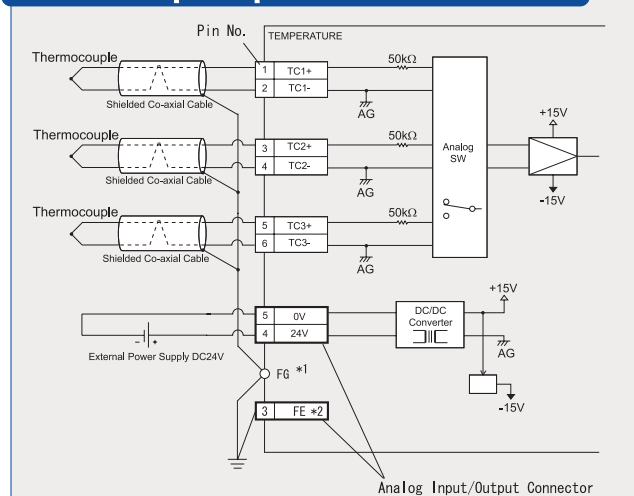 Pin No.
TEMPERATURE
Thermocouple
1 TC1+
2 TC1-
50kΩ
AG
Shielded Co-axial Cable
Thermocouple
3 TC2+
4 TC2-
50kΩ
AG
Shielded Co-axial Cable
Analog
SW
+15V
-15V
Thermocouple
5 TC3+
6 TC3-
50kΩ
AG
Shielded Co-axial Cable
5 0V
4 24V
- +
External Power Supply DC24V
DC/DC
Converter
+15V
AG
-15V
FG *1
3 FE *2
Analog Input/Output Connector